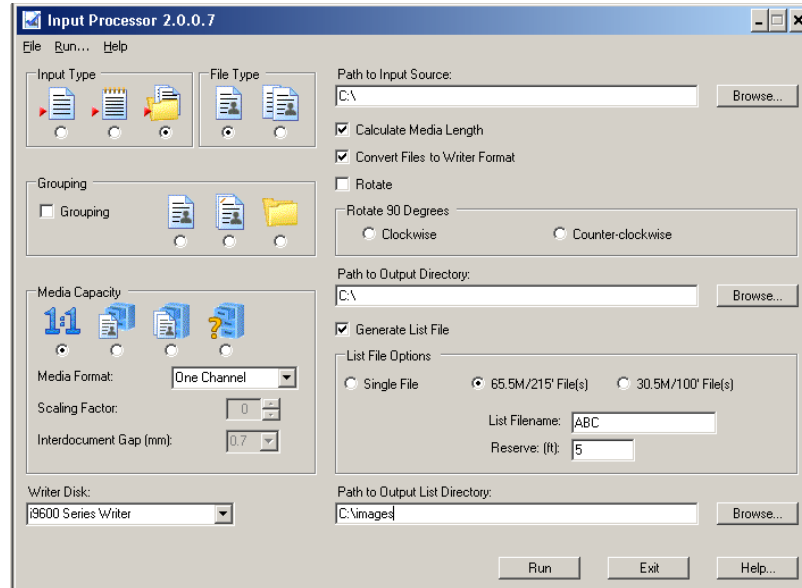 Input Processor 2.0.0.7
File Run... Help
Input Type
File Type
Path to Input Source:
C:\
Browse...
Calculate Media Length
Convert Files to Writer Format
Rotate
Grouping
Grouping
Rotate 90 Degrees
Clockwise Counter-clockwise
Path to Output Directory:
C:\
Browse...
Media Capacity
1:1
?
Generate List File
Media Format: One Channel
Scaling Factor: 0
Interdocument Gap (mm): 0.7
List File Options
Single File 65.5M/215' File(s) 30.5M/100' File(s)
List Filename: ABC
Reserve: (ft): 5
Writer Disk:
i9600 Series Writer
Path to Output List Directory:
C:\images
Browse...
Run Exit Help...